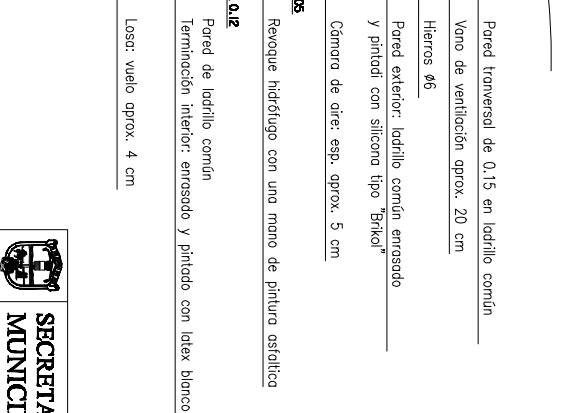 Pared tranversal de 0.15 en ladrillo común
Vano de ventilación aprox. 20 cm
Hierros Ø6
Pared exterior: ladrillo común enrasado
y pintadi con silicona tipo "Brikol"
Cámara de aire: esp. aprox. 5 cm
05
Revoque hidrófugo con una mano de pintura asfaltica
0.12
Pared de ladrillo común
Terminación interior: enrasado y pintado con latex blanco
Losa: vuelo aprox. 4 cm
SECRETA
MUNICI